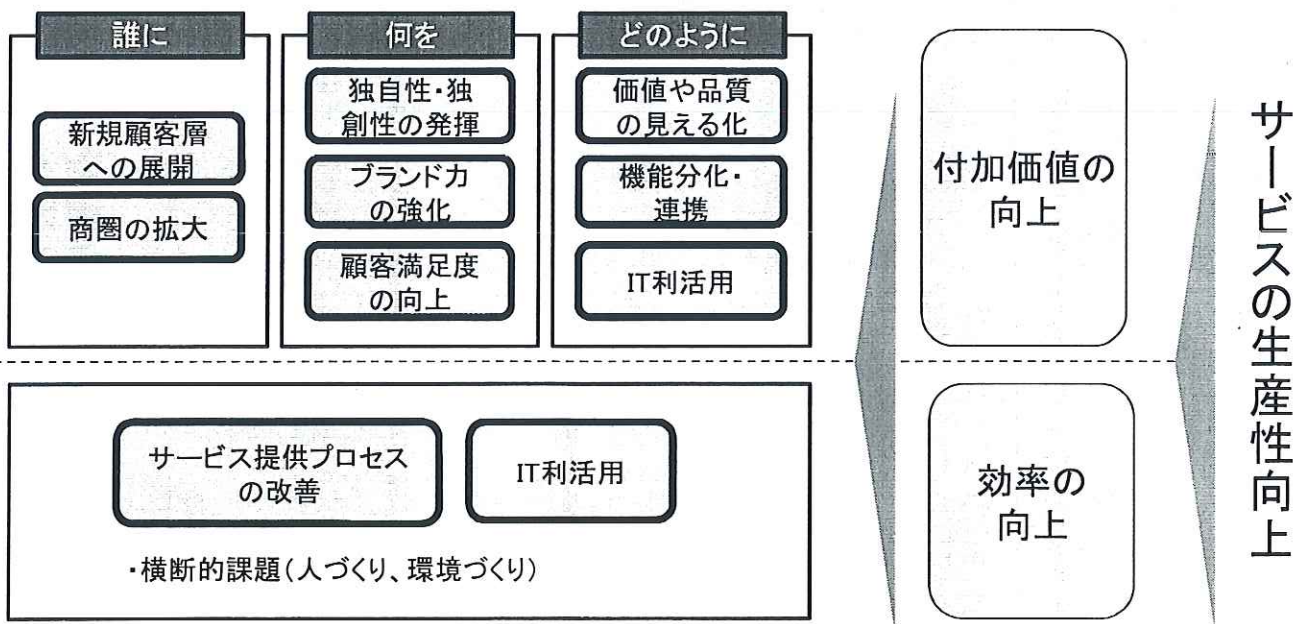 誰に
新規顧客層
への展開
商圏の拡大
何を
独自性・独
創性の発揮
ブランド力
の強化
顧客満足度
の向上
どのように
価値や品質
の見える化
機能分化・
連携
IT利活用
サービス提供プロセス
の改善
IT利活用
・横断的課題(人づくり、環境づくり)
付加価値の
向上
効率の
向上
サービスの生産性向上